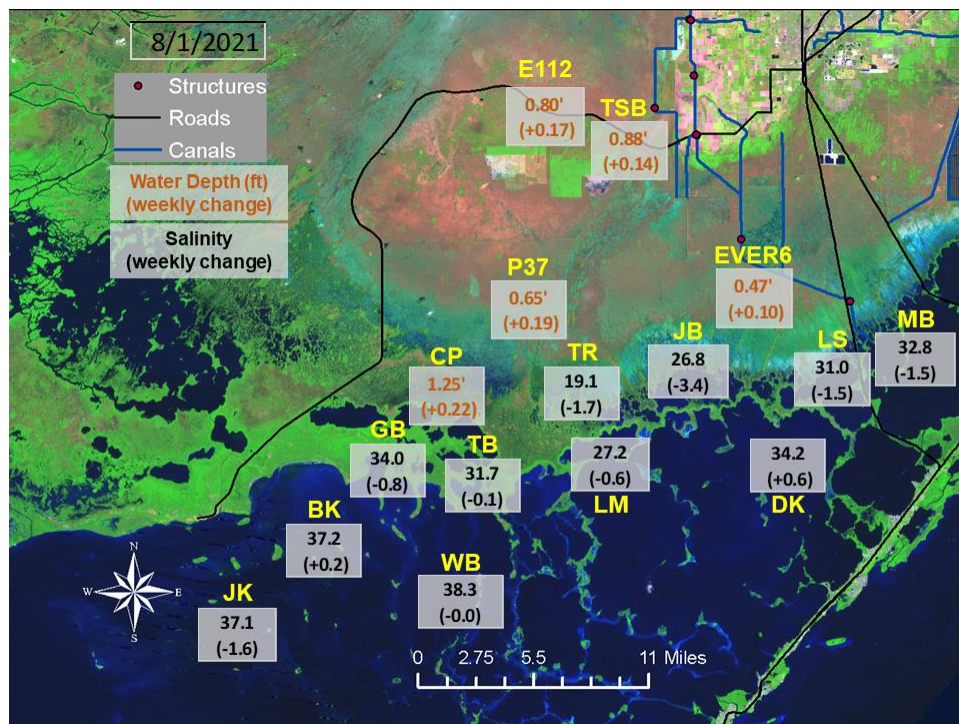 8/1/2021
Structures
Roads
Canals
Water Depth (ft)
(weekly change)
Salinity
(weekly change)
E112
0.80'
(+0.17)
TSB
0.88'
(+0.14)
P37
0.65'
(+0.19)
EVER6
0.47'
(+0.10)
CP
1.25'
(+0.22)
TR
19.1
(-1.7)
JB
26.8
(-3.4)
LS
31.0
(-1.5)
MB
32.8
(-1.5)
GB
34.0
(-0.8)
TB
31.7
(-0.1)
27.2
(-0.6)
LM
34.2
(+0.6)
DK
BK
37.2
(+0.2)
WB
38.3
(-0.0)
JK
37.1
(-1.6)
N
W
E
S
0 2.75 5.5 11 Miles